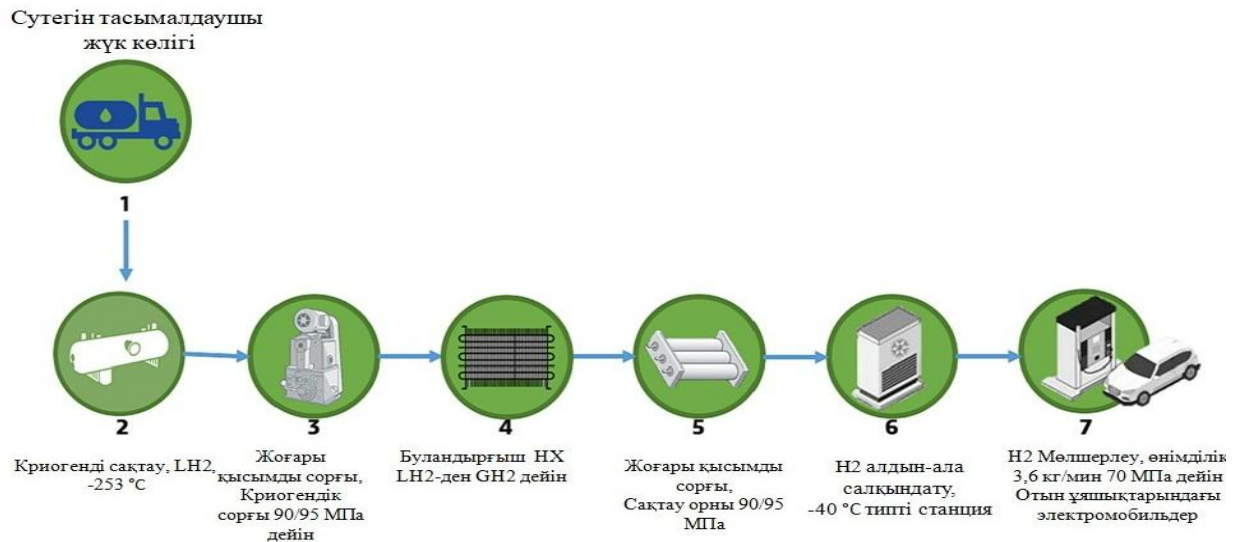 Сутегін тасымалдаушы
жүк көлігі
1
2
Криогенді сақтау, LH2,
-253 °C
3
Жоғары
қысымды сорғы,
Криогендік
сорғы 90/95 МПа
дейін
4
Буландырғыш HX
LH2-ден GH2 дейін
5
Жоғары қысымды
сорғы,
Сақтау орны 90/95
МПа
6
H2 алдын-ала
салқындату,
-40 °C типті станция
7
H2 Мөлшерлеу, өнімділік
3,6 кг/мин 70 МПа дейін
Отын ұяшықтарындағы
электромобильдер